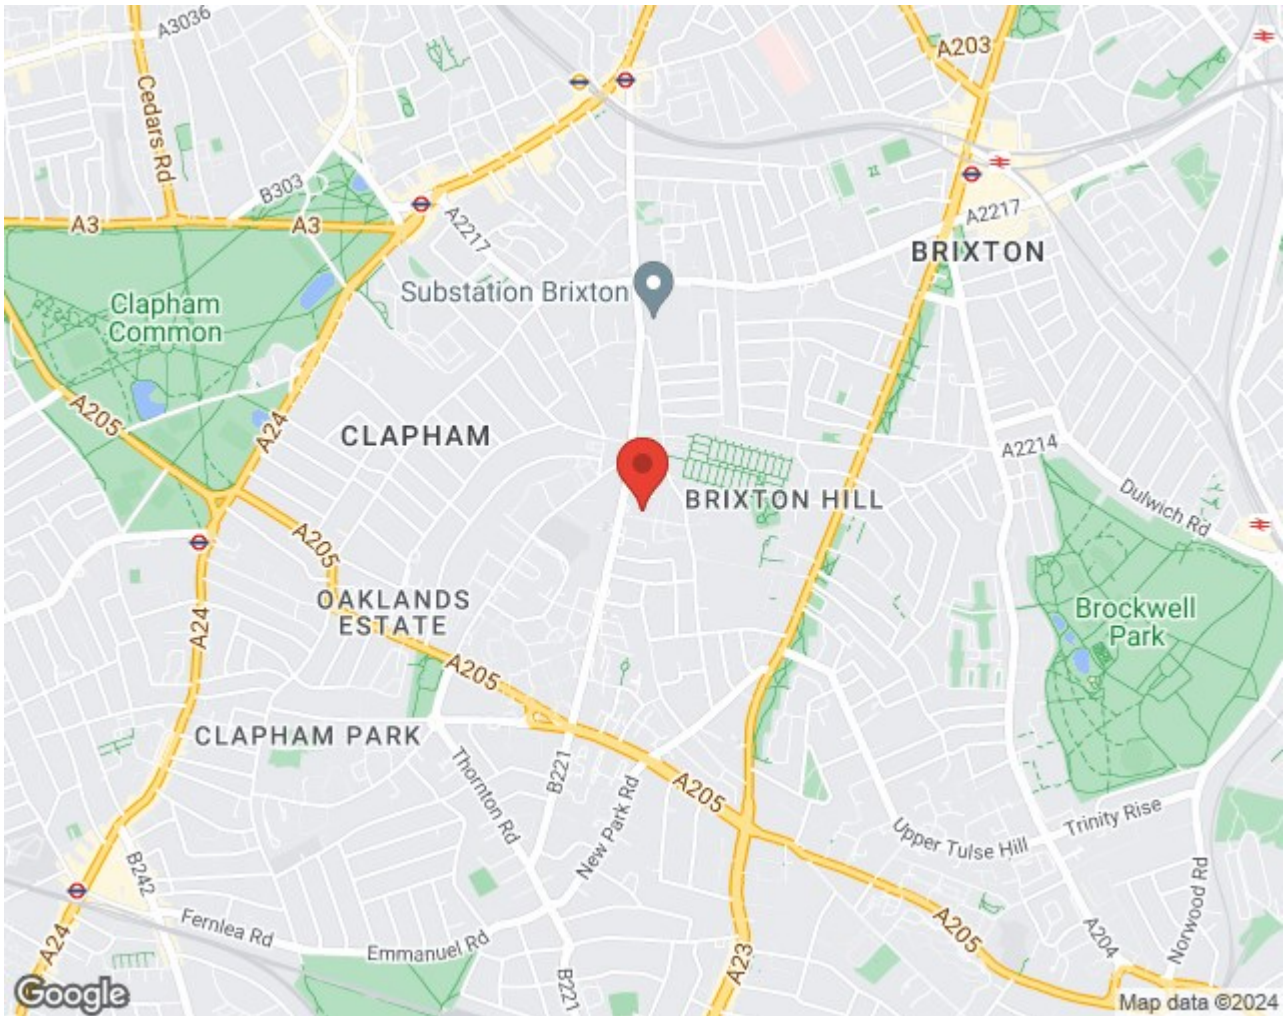 A3036
A203
Cedars Rd
B303
A3
A3
A2217
A2217
BRIXTON
Substation Brixton
Clapham
Common
A205
A24
CLAPHAM
A2214
BRIXTON HILL
Dulwich Rd
A205
OAKLANDS
ESTATE
A24
Brockwell
Park
A205
CLAPHAM PARK
B221
Thornton Rd
New Park Rd
A205
Upper Tulse Hill
Trinity Rise
B242
Norwood Rd
Fernlea Rd
Emmanuel Rd
A24
A23
A205
A204
B221
Google
Map data ©2024